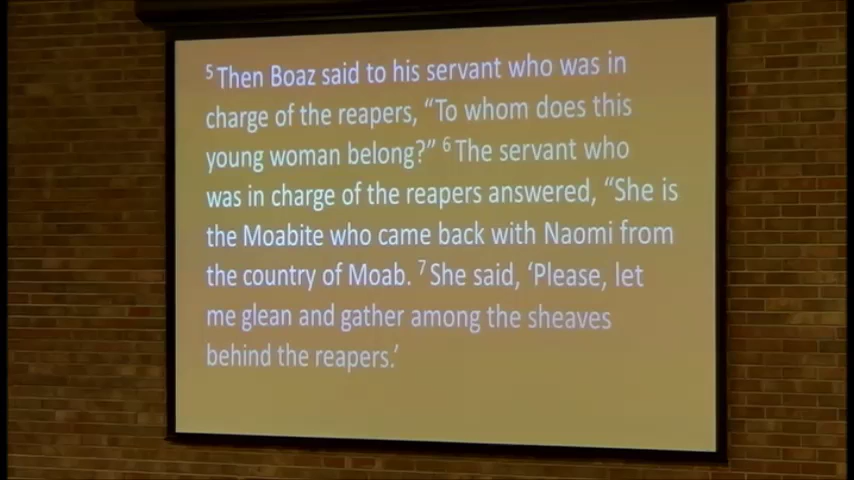 ⁵ Then Boaz said to his servant who was in
charge of the reapers, “To whom does this
young woman belong?” ⁶ The servant who
was in charge of the reapers answered, “She is
the Moabite who came back with Naomi from
the country of Moab. ⁷ She said, ‘Please, let
me glean and gather among the sheaves
behind the reapers.’